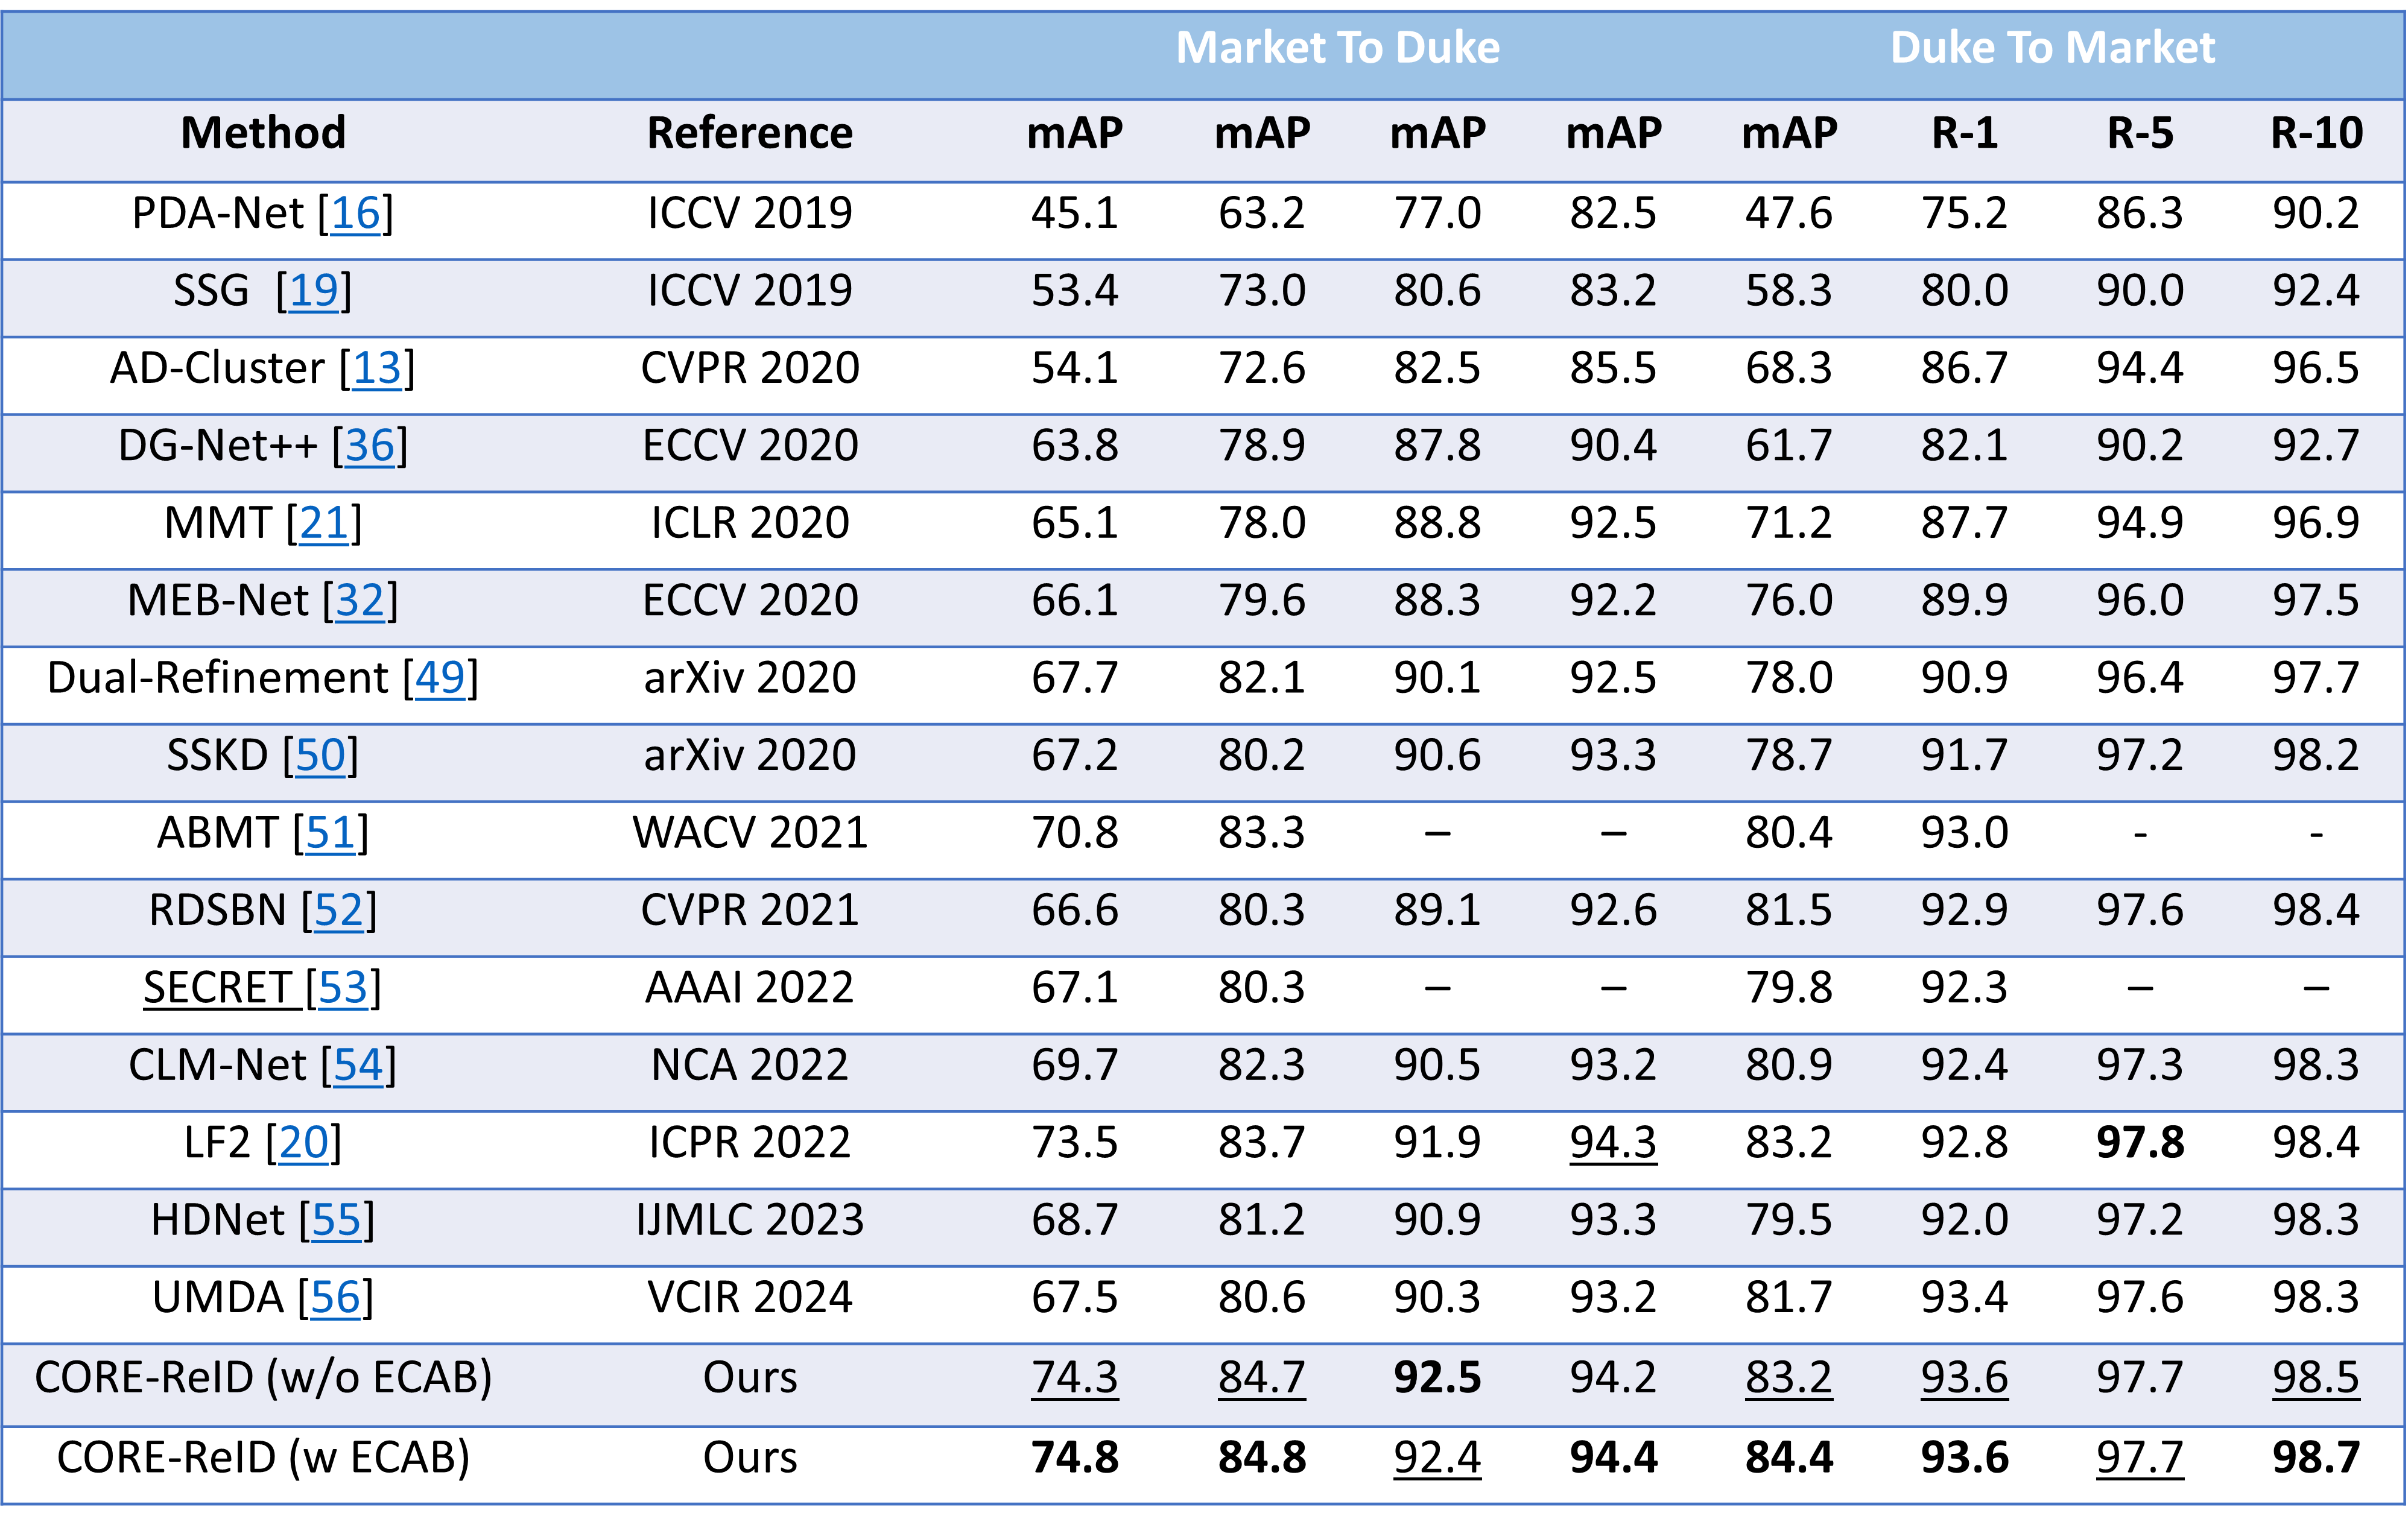 Market To Duke Duke To Market
Method Reference mAP mAP mAP mAP mAP R-1 R-5 R-10
PDA-Net [16] ICCV 2019 45.1 63.2 77.0 82.5 47.6 75.2 86.3 90.2
SSG [19] ICCV 2019 53.4 73.0 80.6 83.2 58.3 80.0 90.0 92.4
AD-Cluster [13] CVPR 2020 54.1 72.6 82.5 85.5 68.3 86.7 94.4 96.5
DG-Net++ [36] ECCV 2020 63.8 78.9 87.8 90.4 61.7 82.1 90.2 92.7
MMT [21] ICLR 2020 65.1 78.0 88.8 92.5 71.2 87.7 94.9 96.9
MEB-Net [32] ECCV 2020 66.1 79.6 88.3 92.2 76.0 89.9 96.0 97.5
Dual-Refinement [49] arXiv 2020 67.7 82.1 90.1 92.5 78.0 90.9 96.4 97.7
SSKD [50] arXiv 2020 67.2 80.2 90.6 93.3 78.7 91.7 97.2 98.2
ABMT [51] WACV 2021 70.8 83.3 – – 80.4 93.0 - -
RDSBN [52] CVPR 2021 66.6 80.3 89.1 92.6 81.5 92.9 97.6 98.4
SECRET [53] AAAI 2022 67.1 80.3 – – 79.8 92.3 – –
CLM-Net [54] NCA 2022 69.7 82.3 90.5 93.2 80.9 92.4 97.3 98.3
LF2 [20] ICPR 2022 73.5 83.7 91.9 94.3 83.2 92.8 97.8 98.4
HDNet [55] IJMLC 2023 68.7 81.2 90.9 93.3 79.5 92.0 97.2 98.3
UMDA [56] VCIR 2024 67.5 80.6 90.3 93.2 81.7 93.4 97.6 98.3
CORE-ReID (w/o ECAB) Ours 74.3 84.7 92.5 94.2 83.2 93.6 97.7 98.5
CORE-ReID (w ECAB) Ours 74.8 84.8 92.4 94.4 84.4 93.6 97.7 98.7